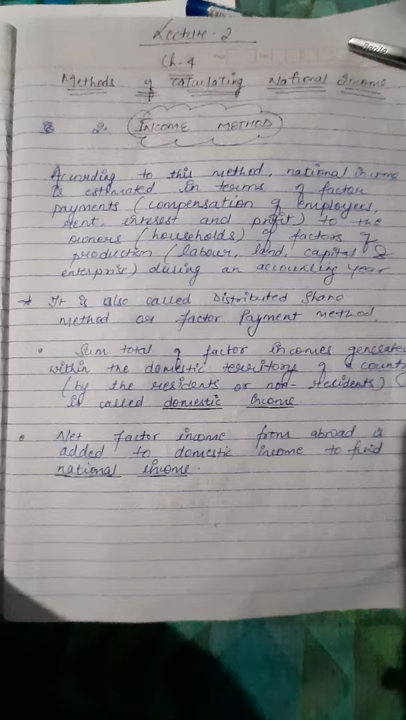 Lecture - 2
Ch-4
Methods of Calculating National Income
2. INCOME METHOD
According to this method, national income
is estimated in terms of factor
payments (compensation of employees,
rent, interest and profit) to the
owners (households) of factors of
production (labour, land, capital &
enterprise) during an accounting year
* It is also called Distributed Share
method or factor Payment method.
• Sum total of factor incomes generated
within the domestic territory of a country
(by the residents or non-residents)
is called domestic Income
• Net factor income from abroad is
added to domestic income to find
national income.